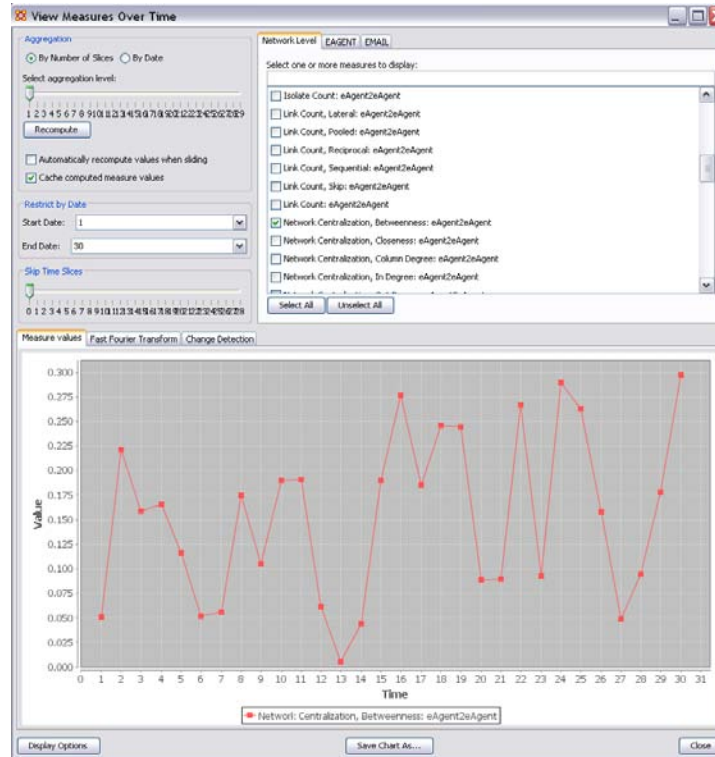 View Measures Over Time
Aggregation
By Number of Slices By Date
Select aggregation level:
Recompute
Automatically recompute values when sliding
Cache computed measure values
Restrict by Date
Start Date: 1
End Date: 30
Skip Time Slices
Network Level EAGENT EMAIL
Select one or more measures to display:
Isolate Count: eAgent2eAgent
Link Count, Lateral: eAgent2eAgent
Link Count, Pooled: eAgent2eAgent
Link Count, Reciprocal: eAgent2eAgent
Link Count, Sequential: eAgent2eAgent
Link Count, Skip: eAgent2eAgent
Link Count: eAgent2eAgent
Network Centralization, Betweenness: eAgent2eAgent
Network Centralization, Closeness: eAgent2eAgent
Network Centralization, Column Degree: eAgent2eAgent
Network Centralization, In Degree: eAgent2eAgent
Select All Unselect All
Measure values Fast Fourier Transform Change Detection
0.300
0.275
0.250
0.225
0.200
0.175
0.150
0.125
0.100
0.075
0.050
0.025
0.000
Value
0 1 2 3 4 5 6 7 8 9 10 11 12 13 14 15 16 17 18 19 20 21 22 23 24 25 26 27 28 29 30 31
Time
Network: Centralization, Betweenness: eAgent2eAgent
Display Options Save Chart As... Close